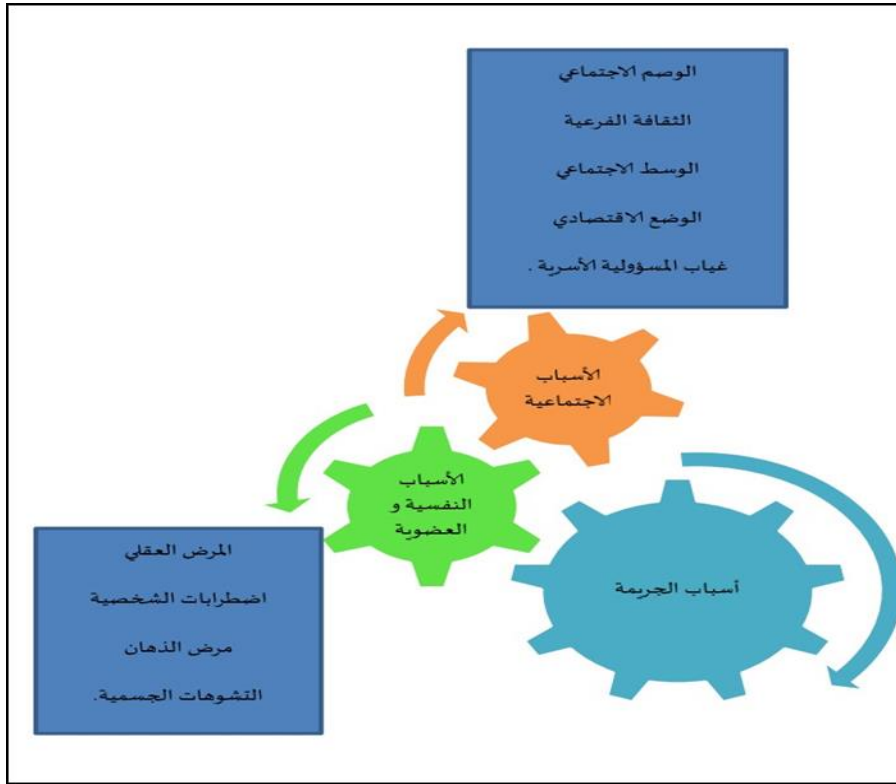 الوصم الاجتماعي
الثقافة الفرعية
الوسط الاجتماعي
الوضع الاقتصادي
غياب المسؤولية الأسرية .
الأسباب
الاجتماعية
الأسباب
النفسية و
العضوية
أسباب الجريمة
المرض العقلي
اضطرابات الشخصية
مرض الذهان
التشوهات الجسمية.